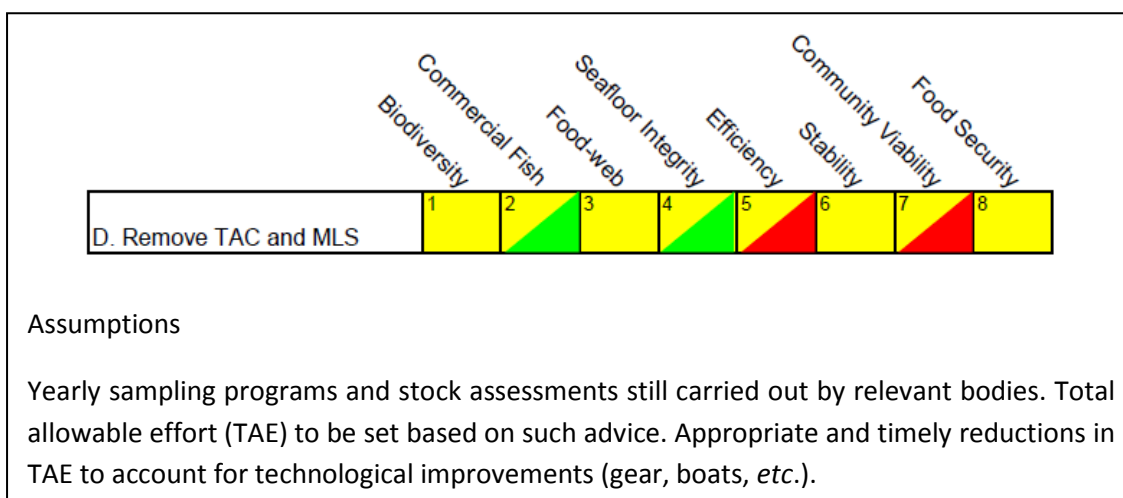 Biodiversity
Commercial Fish
Food-web
Seafloor Integrity
Efficiency
Stability
Community Viability
Food Security
D. Remove TAC and MLS 1 2 3 4 5 6 7 8
Assumptions
Yearly sampling programs and stock assessments still carried out by relevant bodies. Total
allowable effort (TAE) to be set based on such advice. Appropriate and timely reductions in
TAE to account for technological improvements (gear, boats, etc.).